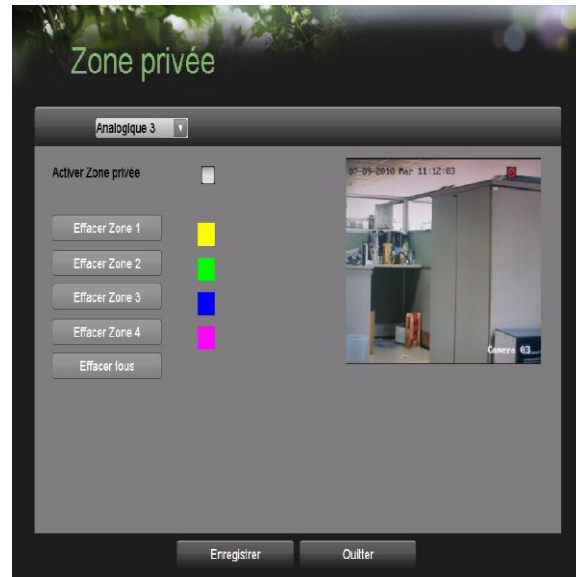 Zone privée
Analogique 3
Activer Zone privée
07-09-2010 Mar 11:12:03
Effacer Zone 1
Effacer Zone 2
Effacer Zone 3
Effacer Zone 4
Effacer tous
Camera 03
Enregistrer
Quitter